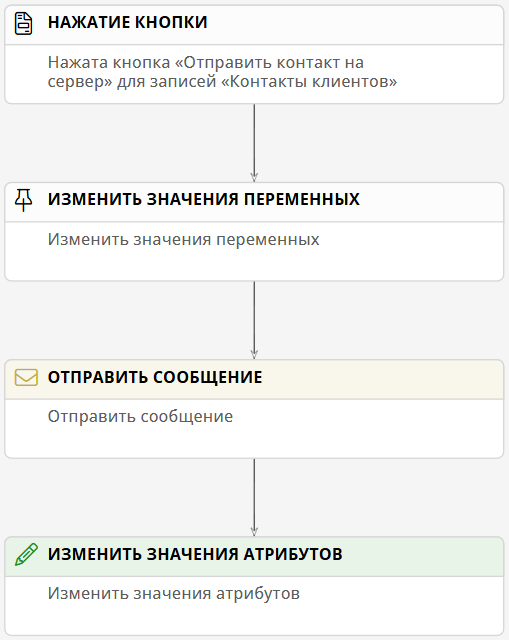 НАЖАТИЕ КНОПКИ
Нажата кнопка «Отправить контакт на
сервер» для записей «Контакты клиентов»
ИЗМЕНИТЬ ЗНАЧЕНИЯ ПЕРЕМЕННЫХ
Изменить значения переменных
ОТПРАВИТЬ СООБЩЕНИЕ
Отправить сообщение
ИЗМЕНИТЬ ЗНАЧЕНИЯ АТРИБУТОВ
Изменить значения атрибутов